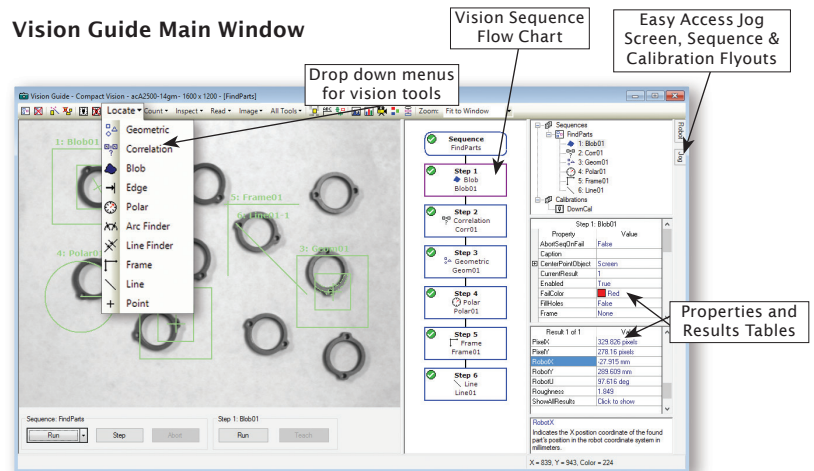 Vision Guide Main Window
Vision Sequence
Flow Chart
Easy Access Jog
Screen, Sequence &
Calibration Flyouts
Drop down menus
for vision tools
Properties and
Results Tables
Vision Guide - Compact Vision - acA2500-14gm - 1600 x 1200 - [FindParts]
Locate Count Inspect Read Image All Tools Zoom: Fit to Window
Geometric
Correlation
Blob
Edge
Polar
Arc Finder
Line Finder
Frame
Line
Point
1: Blob01
5: Frame01
6: Line01-1
4: Polar01
3: Geom01
Sequence
FindParts
Step 1
Blob
Blob01
Step 2
Correlation
Corr01
Step 3
Geometric
Geom01
Step 4
Polar
Polar01
Step 5
Frame
Frame01
Step 6
Line
Line01
Sequences
FindParts
1: Blob01
2: Corr01
3: Geom01
4: Polar01
5: Frame01
6: Line01
Calibrations
DownCal
Robot
Jog
Step 1: Blob01
Property Value
AbortSeqOnFail False
Caption
CenterPointObject Screen
CurrentResult 1
Enabled True
FailColor Red
FillHoles False
Frame None
Result 1 of 1
PixelX 329.826 pixels
PixelY 278.16 pixels
RobotX -27.915 mm
RobotY 289.609 mm
RobotU 97.616 deg
Roughness 1.849
ShowAllResults Click to show
RobotX
Indicates the X position coordinate of the found
part's position in the robot coordinate system in
millimeters.
Sequence: FindParts
Run Step Abort
Step 1: Blob01
Run Teach
X = 839, Y = 943, Color = 224